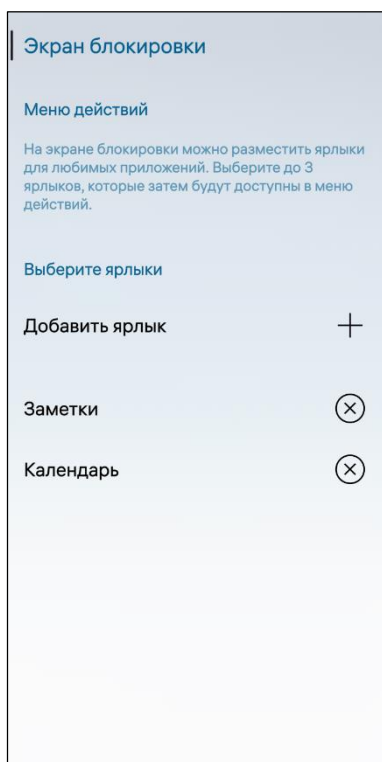 Экран блокировки
Меню действий
На экране блокировки можно разместить ярлыки
для любимых приложений. Выберите до 3
ярлыков, которые затем будут доступны в меню
действий.
Выберите ярлыки
Добавить ярлык
Заметки
Календарь